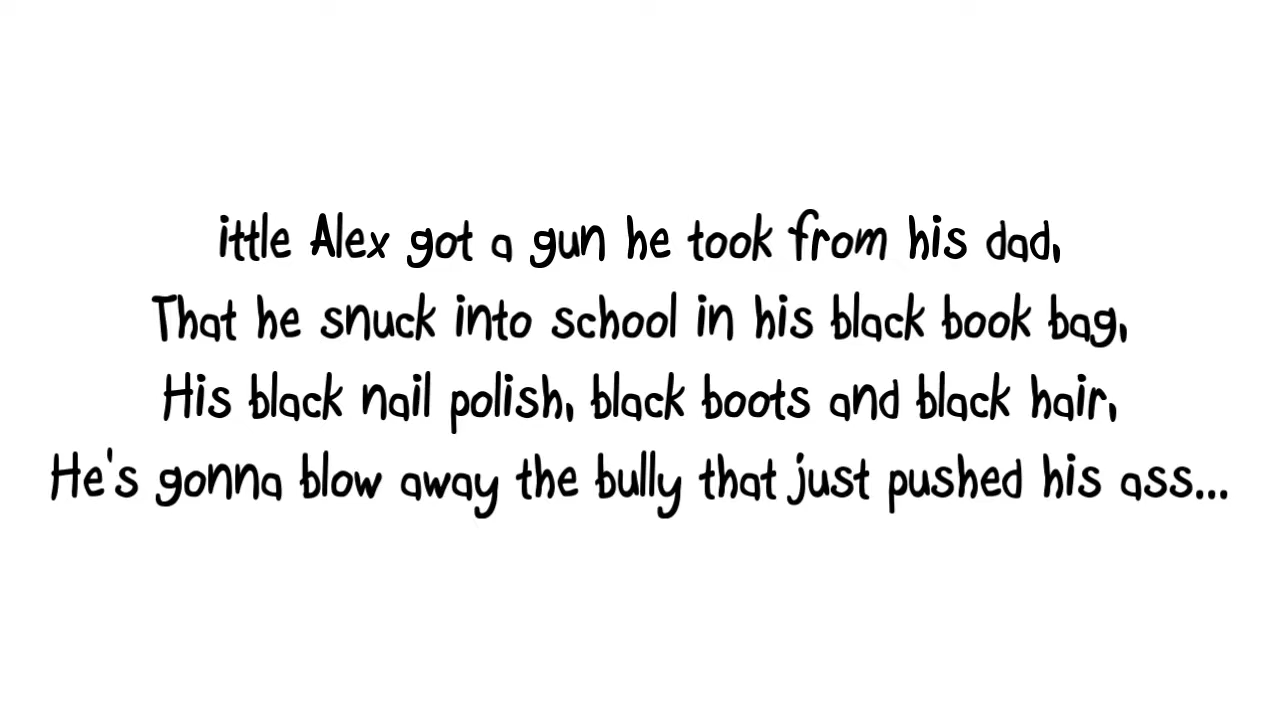 ittle Alex got a gun he took from his dad,
That he snuck into school in his black book bag,
His black nail polish, black boots and black hair,
He's gonna blow away the bully that just pushed his ass...